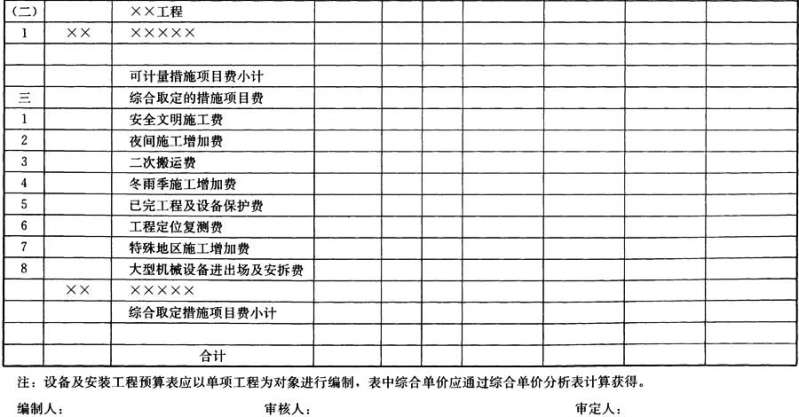 （二） ××工程
1 ×× ×××××
可计量措施项目费小计
三 综合取定的措施项目费
1 安全文明施工费
2 夜间施工增加费
3 二次搬运费
4 冬雨季施工增加费
5 已完工程及设备保护费
6 工程定位复测费
7 特殊地区施工增加费
8 大型机械设备进出场及安拆费
×× ×××××
综合取定措施项目费小计
合计
注：设备及安装工程预算表应以单项工程为对象进行编制，表中综合单价应通过综合单价分析表计算获得。
编制人： 审核人： 审定人：